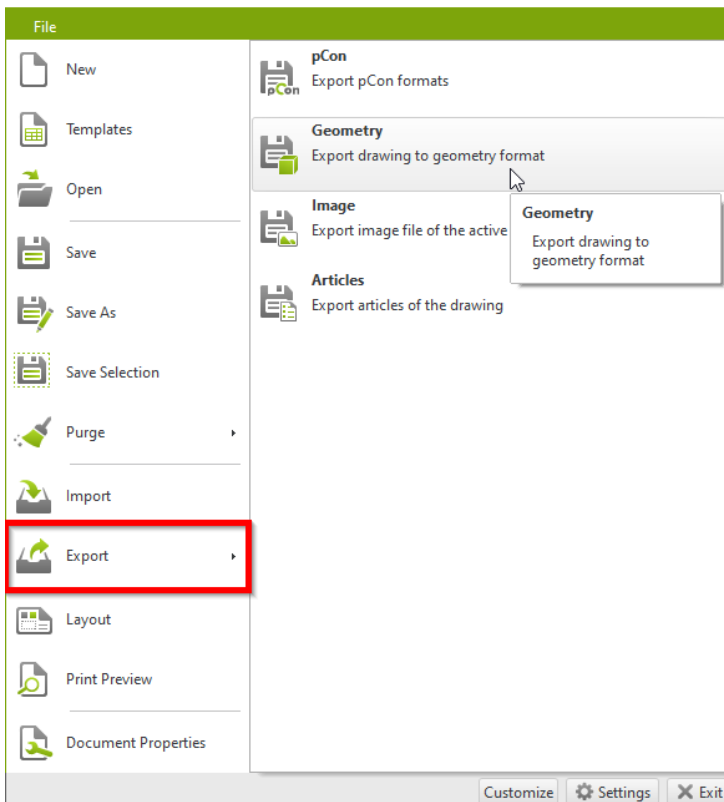 File
New
Templates
Open
Save
Save As
Save Selection
Purge
Import
Export
Layout
Print Preview
Document Properties
pCon
Export pCon formats
pCon
Geometry
Export drawing to geometry format
Image
Export image file of the active
Articles
Export articles of the drawing
Geometry
Export drawing to
geometry format
Customize
Settings
Exit